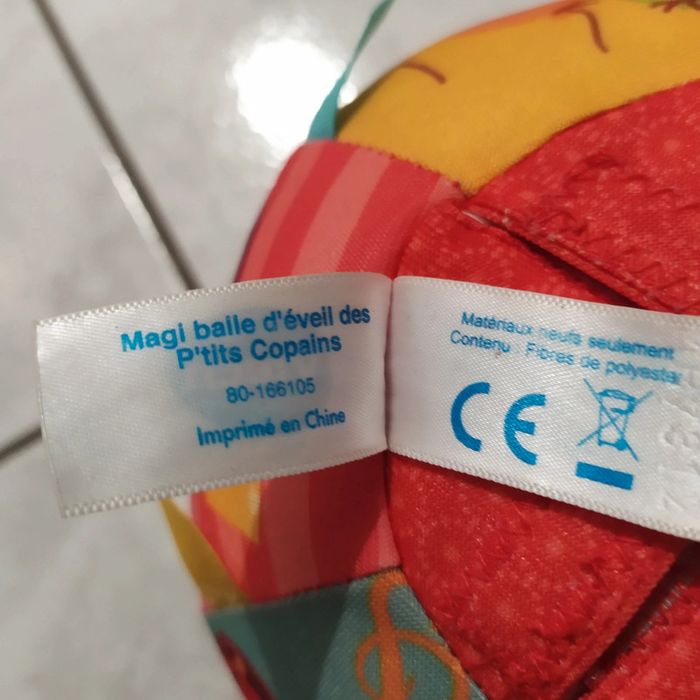 Magi balle d'éveil des
P'tits Copains
80-166105
Imprimé en Chine
Matériaux neufs seulement
Contenu : Fibres de polyester
CE